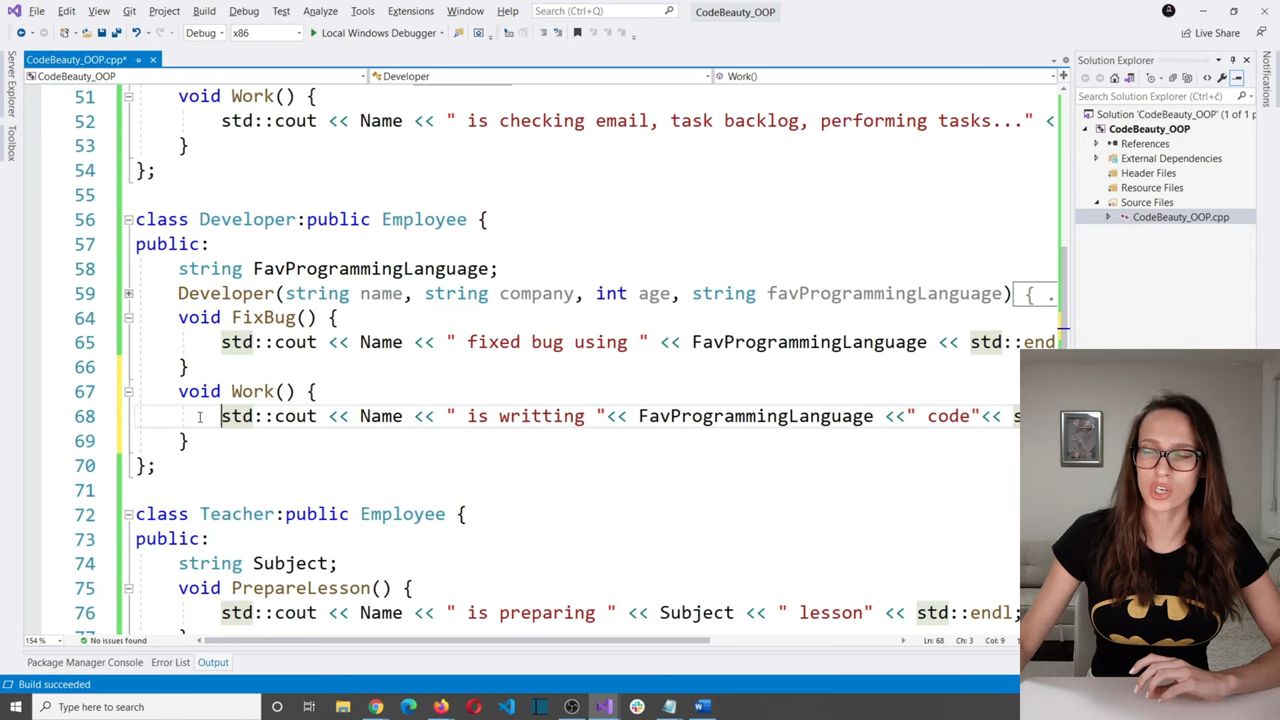 File Edit View Git Project Build Debug Test Analyze Tools Extensions Window Help Search (Ctrl+Q) CodeBeauty_OOP
Debug x86 Local Windows Debugger Live Share
CodeBeauty_OOP.cpp*
CodeBeauty_OOP Developer Work()
51 void Work() {
52 std::cout << Name << " is checking email, task backlog, performing tasks..." <
53 }
54 };
55
56 class Developer:public Employee {
57 public:
58 string FavProgrammingLanguage;
59 Developer(string name, string company, int age, string favProgrammingLanguage) { .
64 void FixBug() {
65 std::cout << Name << " fixed bug using " << FavProgrammingLanguage << std::end
66 }
67 void Work() {
68 std::cout << Name << " is writting "<< FavProgrammingLanguage <<" code"<< s
69 }
70 };
71
72 class Teacher:public Employee {
73 public:
74 string Subject;
75 void PrepareLesson() {
76 std::cout << Name << " is preparing " << Subject << " lesson" << std::endl;
154 % No issues found Ln: 68 Ch: 3 Col: 9
Package Manager Console Error List Output
Build succeeded
Type here to search
Server Explorer
Toolbox
Solution Explorer
Search Solution Explorer (Ctrl+č)
Solution 'CodeBeauty_OOP' (1 of 1 p
CodeBeauty_OOP
References
External Dependencies
Header Files
Resource Files
Source Files
CodeBeauty_OOP.cpp
Notifications